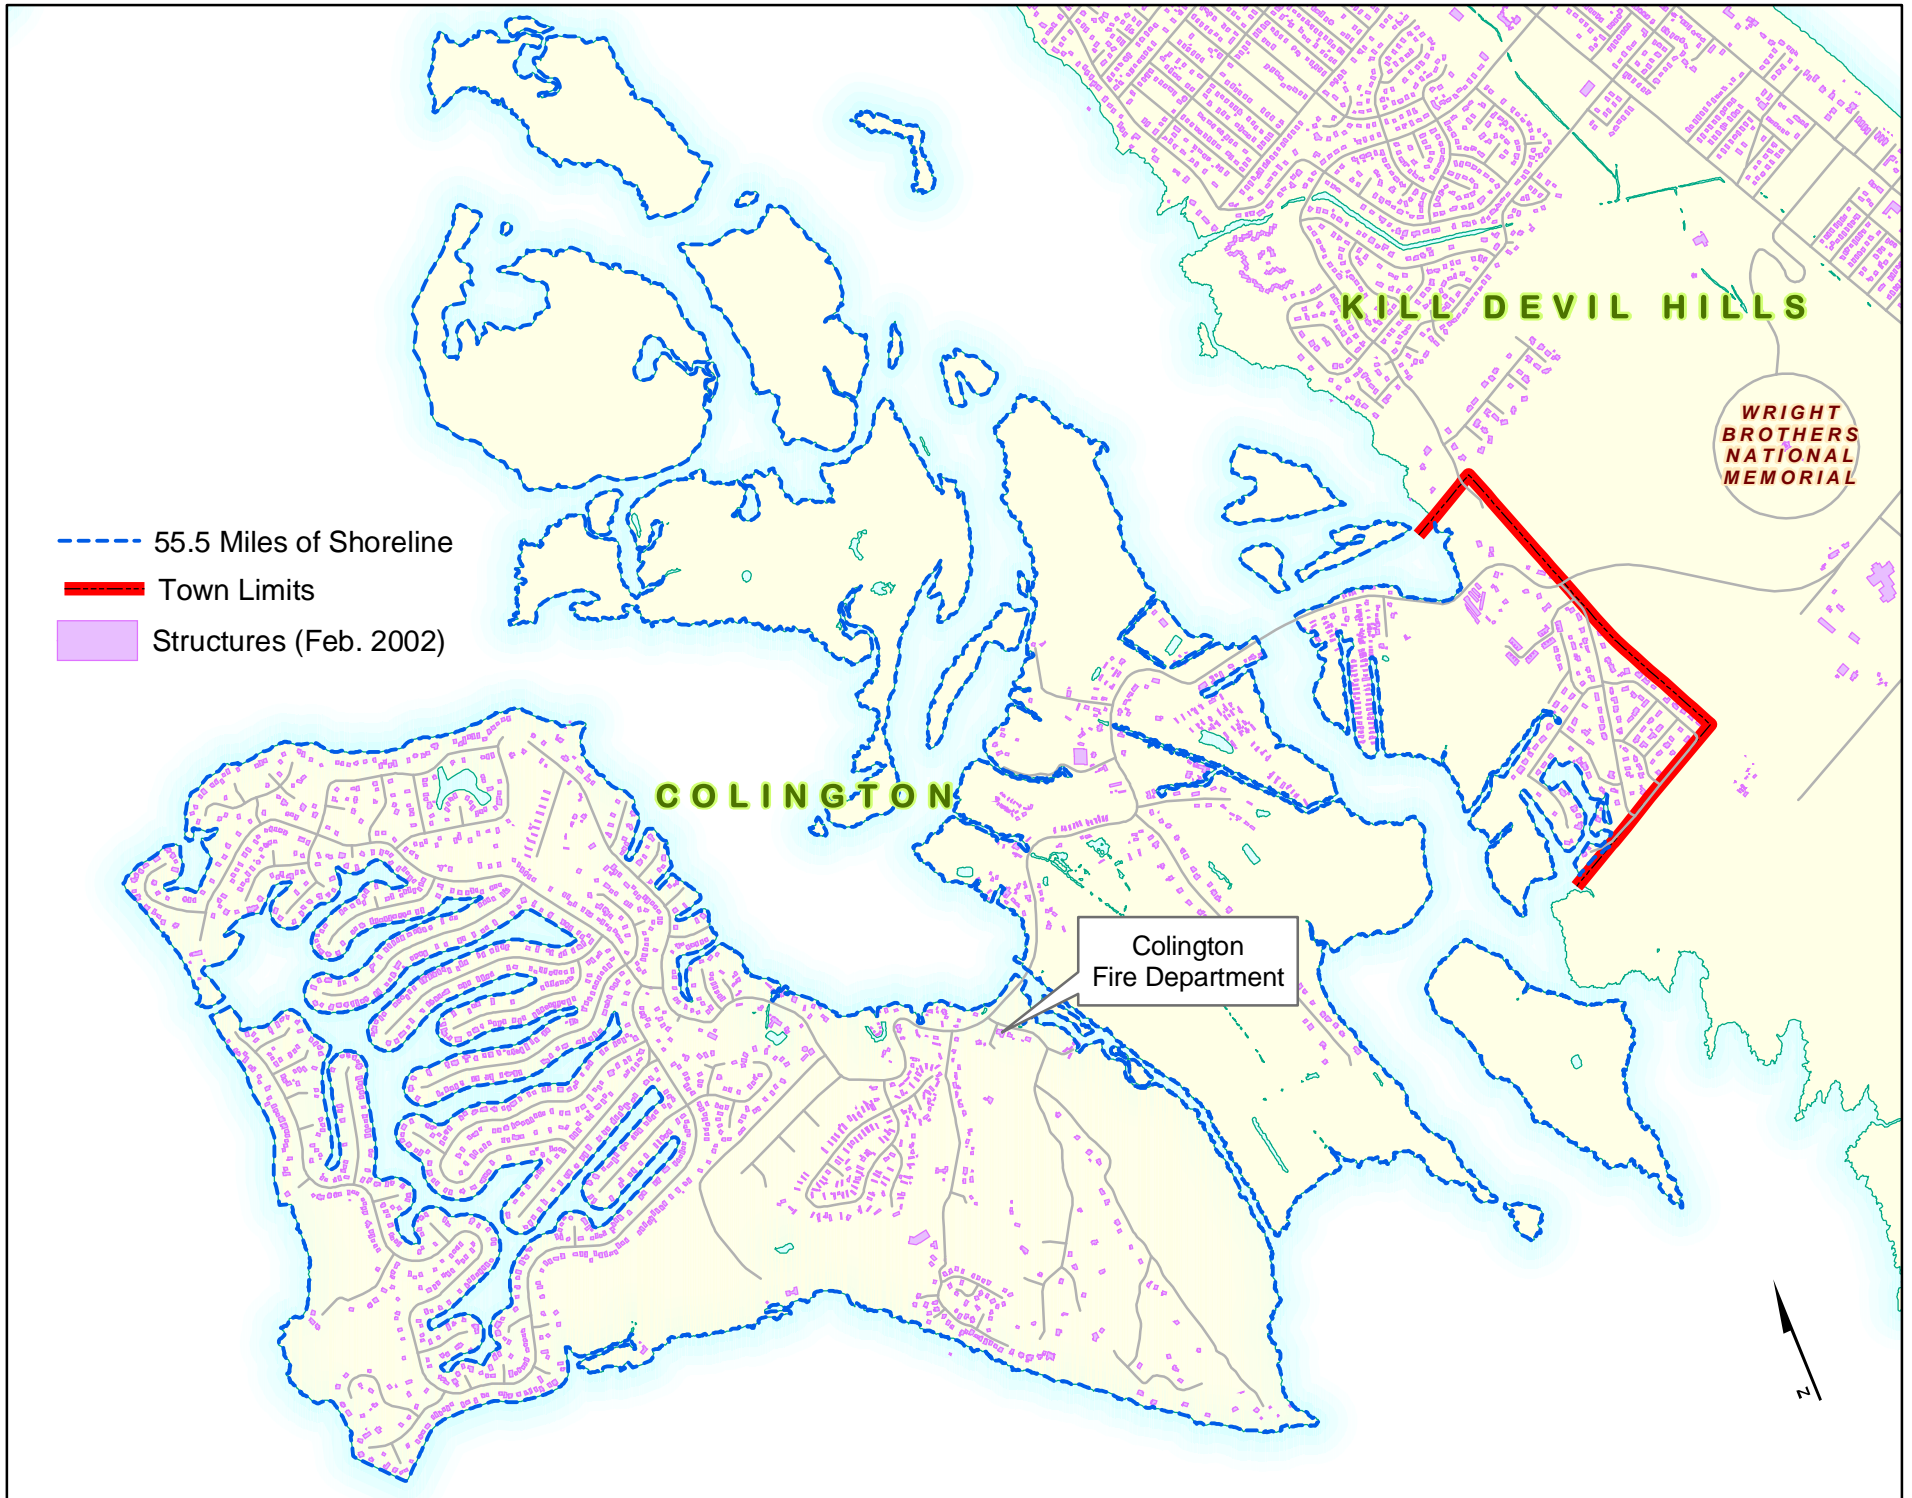 KILL DEVIL HILLS
WRIGHT
BROTHERS
NATIONAL
MEMORIAL
55.5 Miles of Shoreline
Town Limits
Structures (Feb. 2002)
COLINGTON
Colington
Fire Department
N